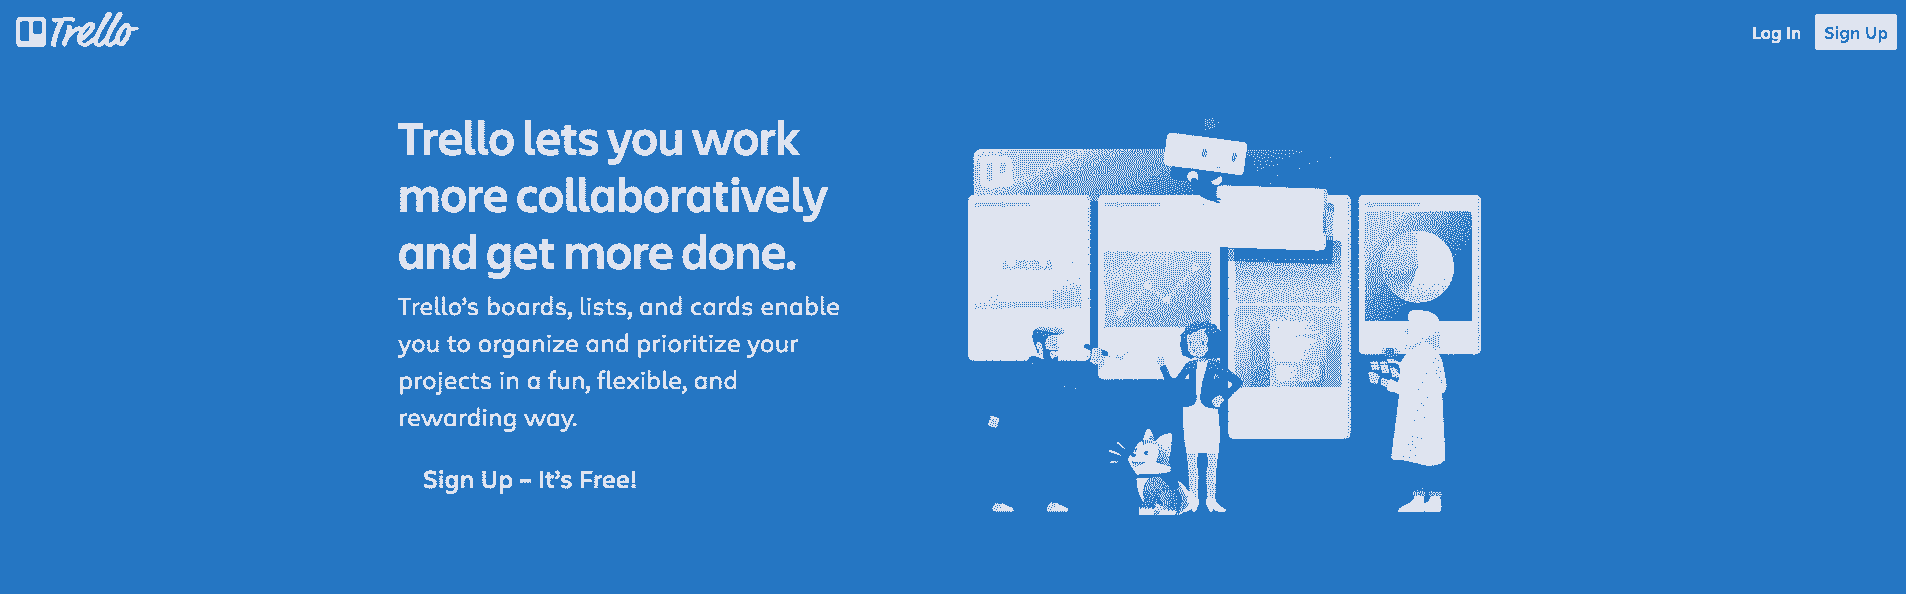 Trello
Log In
Sign Up
Trello lets you work
more collaboratively
and get more done.
Trello's boards, lists, and cards enable
you to organize and prioritize your
projects in a fun, flexible, and
rewarding way.
Sign Up – It's Free!